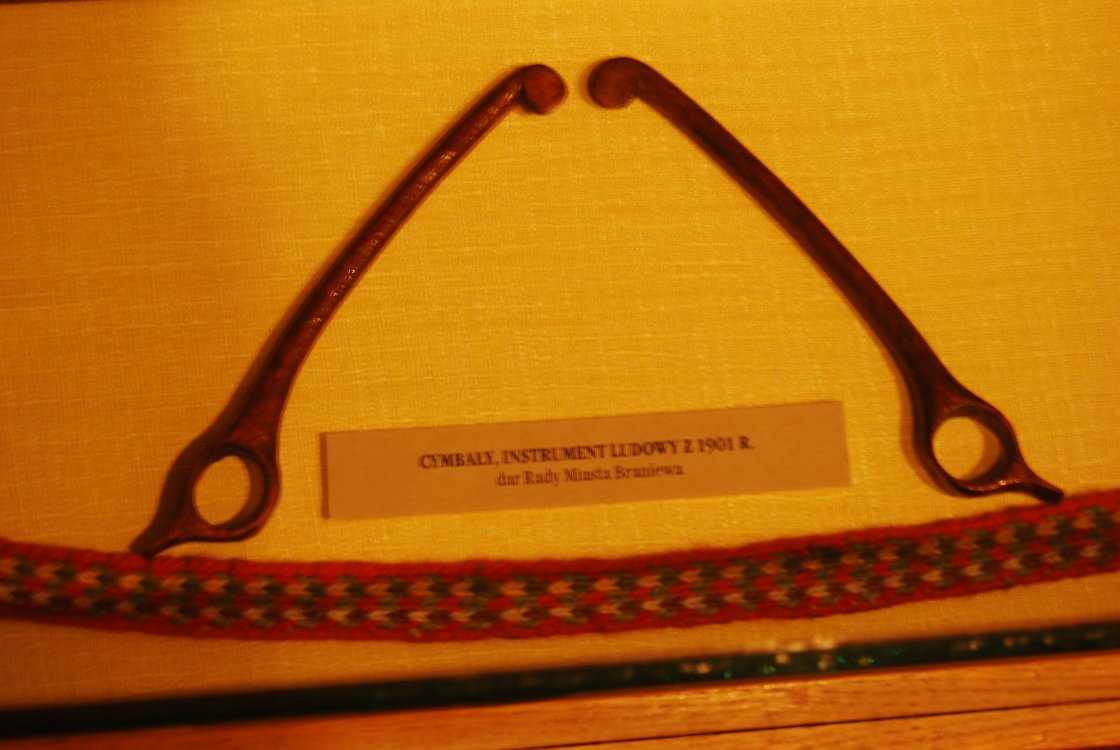 CYMBAŁY, INSTRUMENT LUDOWY Z 1901 R.
dar Rady Miasta Braniewa